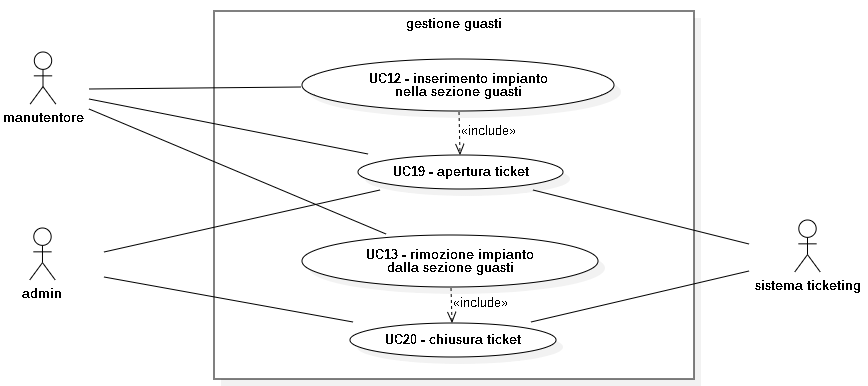 gestione guasti
UC12 - inserimento impianto
nella sezione guasti
manutentore
«include»
UC19 - apertura ticket
UC13 - rimozione impianto
dalla sezione guasti
admin
sistema ticketing
«include»
UC20 - chiusura ticket